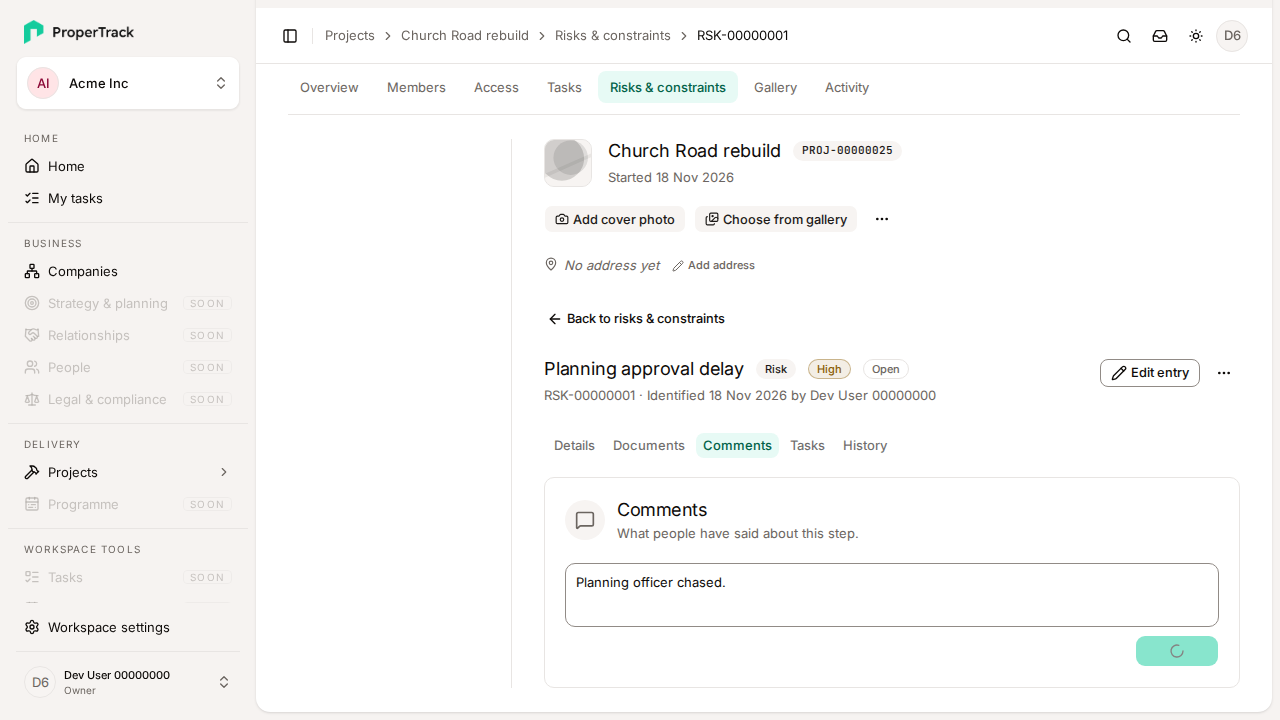 ProperTrack
AI
Acme Inc
HOME
Home
My tasks
BUSINESS
Companies
Strategy & planning SOON
Relationships SOON
People SOON
Legal & compliance SOON
DELIVERY
Projects
Programme SOON
WORKSPACE TOOLS
Tasks SOON
Workspace settings
D6
Dev User 00000000
Owner
Projects > Church Road rebuild > Risks & constraints > RSK-00000001
D6
Overview Members Access Tasks Risks & constraints Gallery Activity
Church Road rebuild PROJ-00000025
Started 18 Nov 2026
Add cover photo Choose from gallery
No address yet Add address
Back to risks & constraints
Planning approval delay Risk High Open
Edit entry
RSK-00000001 · Identified 18 Nov 2026 by Dev User 00000000
Details Documents Comments Tasks History
Comments
What people have said about this step.
Planning officer chased.